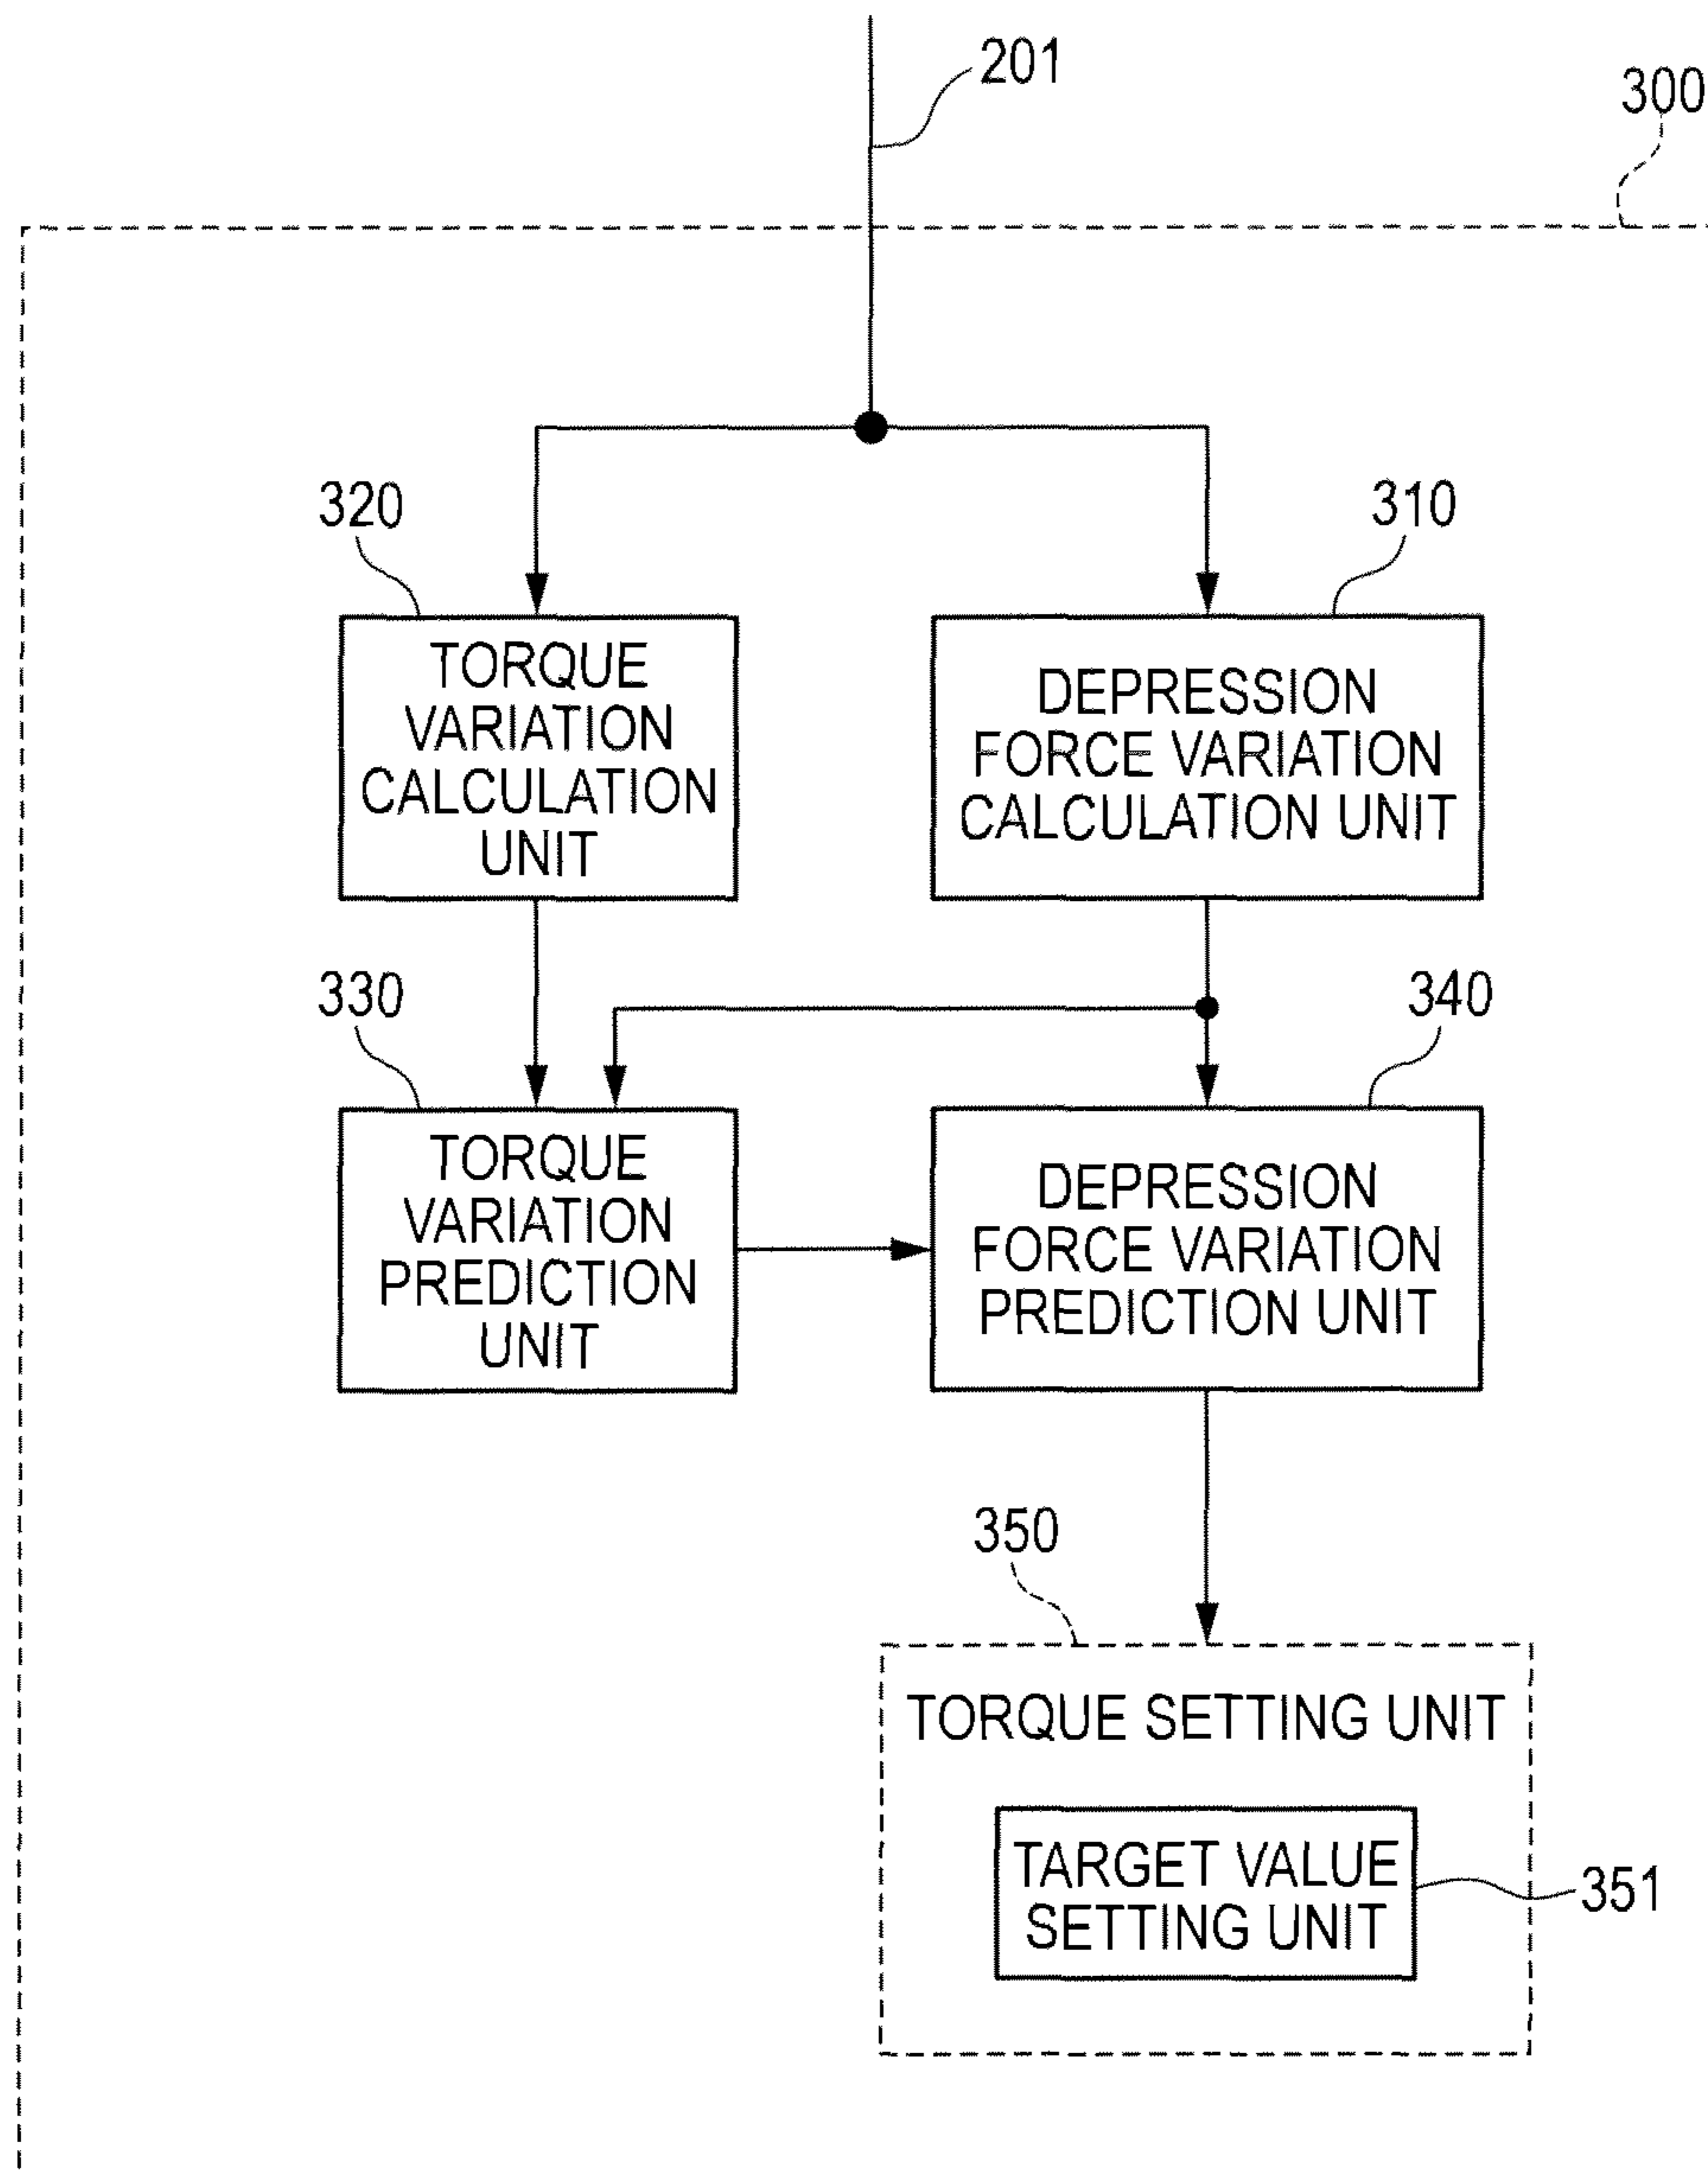 201
300
320
310
TORQUE
VARIATION
CALCULATION
UNIT
DEPRESSION
FORCE VARIATION
CALCULATION UNIT
330
340
TORQUE
VARIATION
PREDICTION
UNIT
DEPRESSION
FORCE VARIATION
PREDICTION UNIT
350
TORQUE SETTING UNIT
TARGET VALUE
SETTING UNIT
351